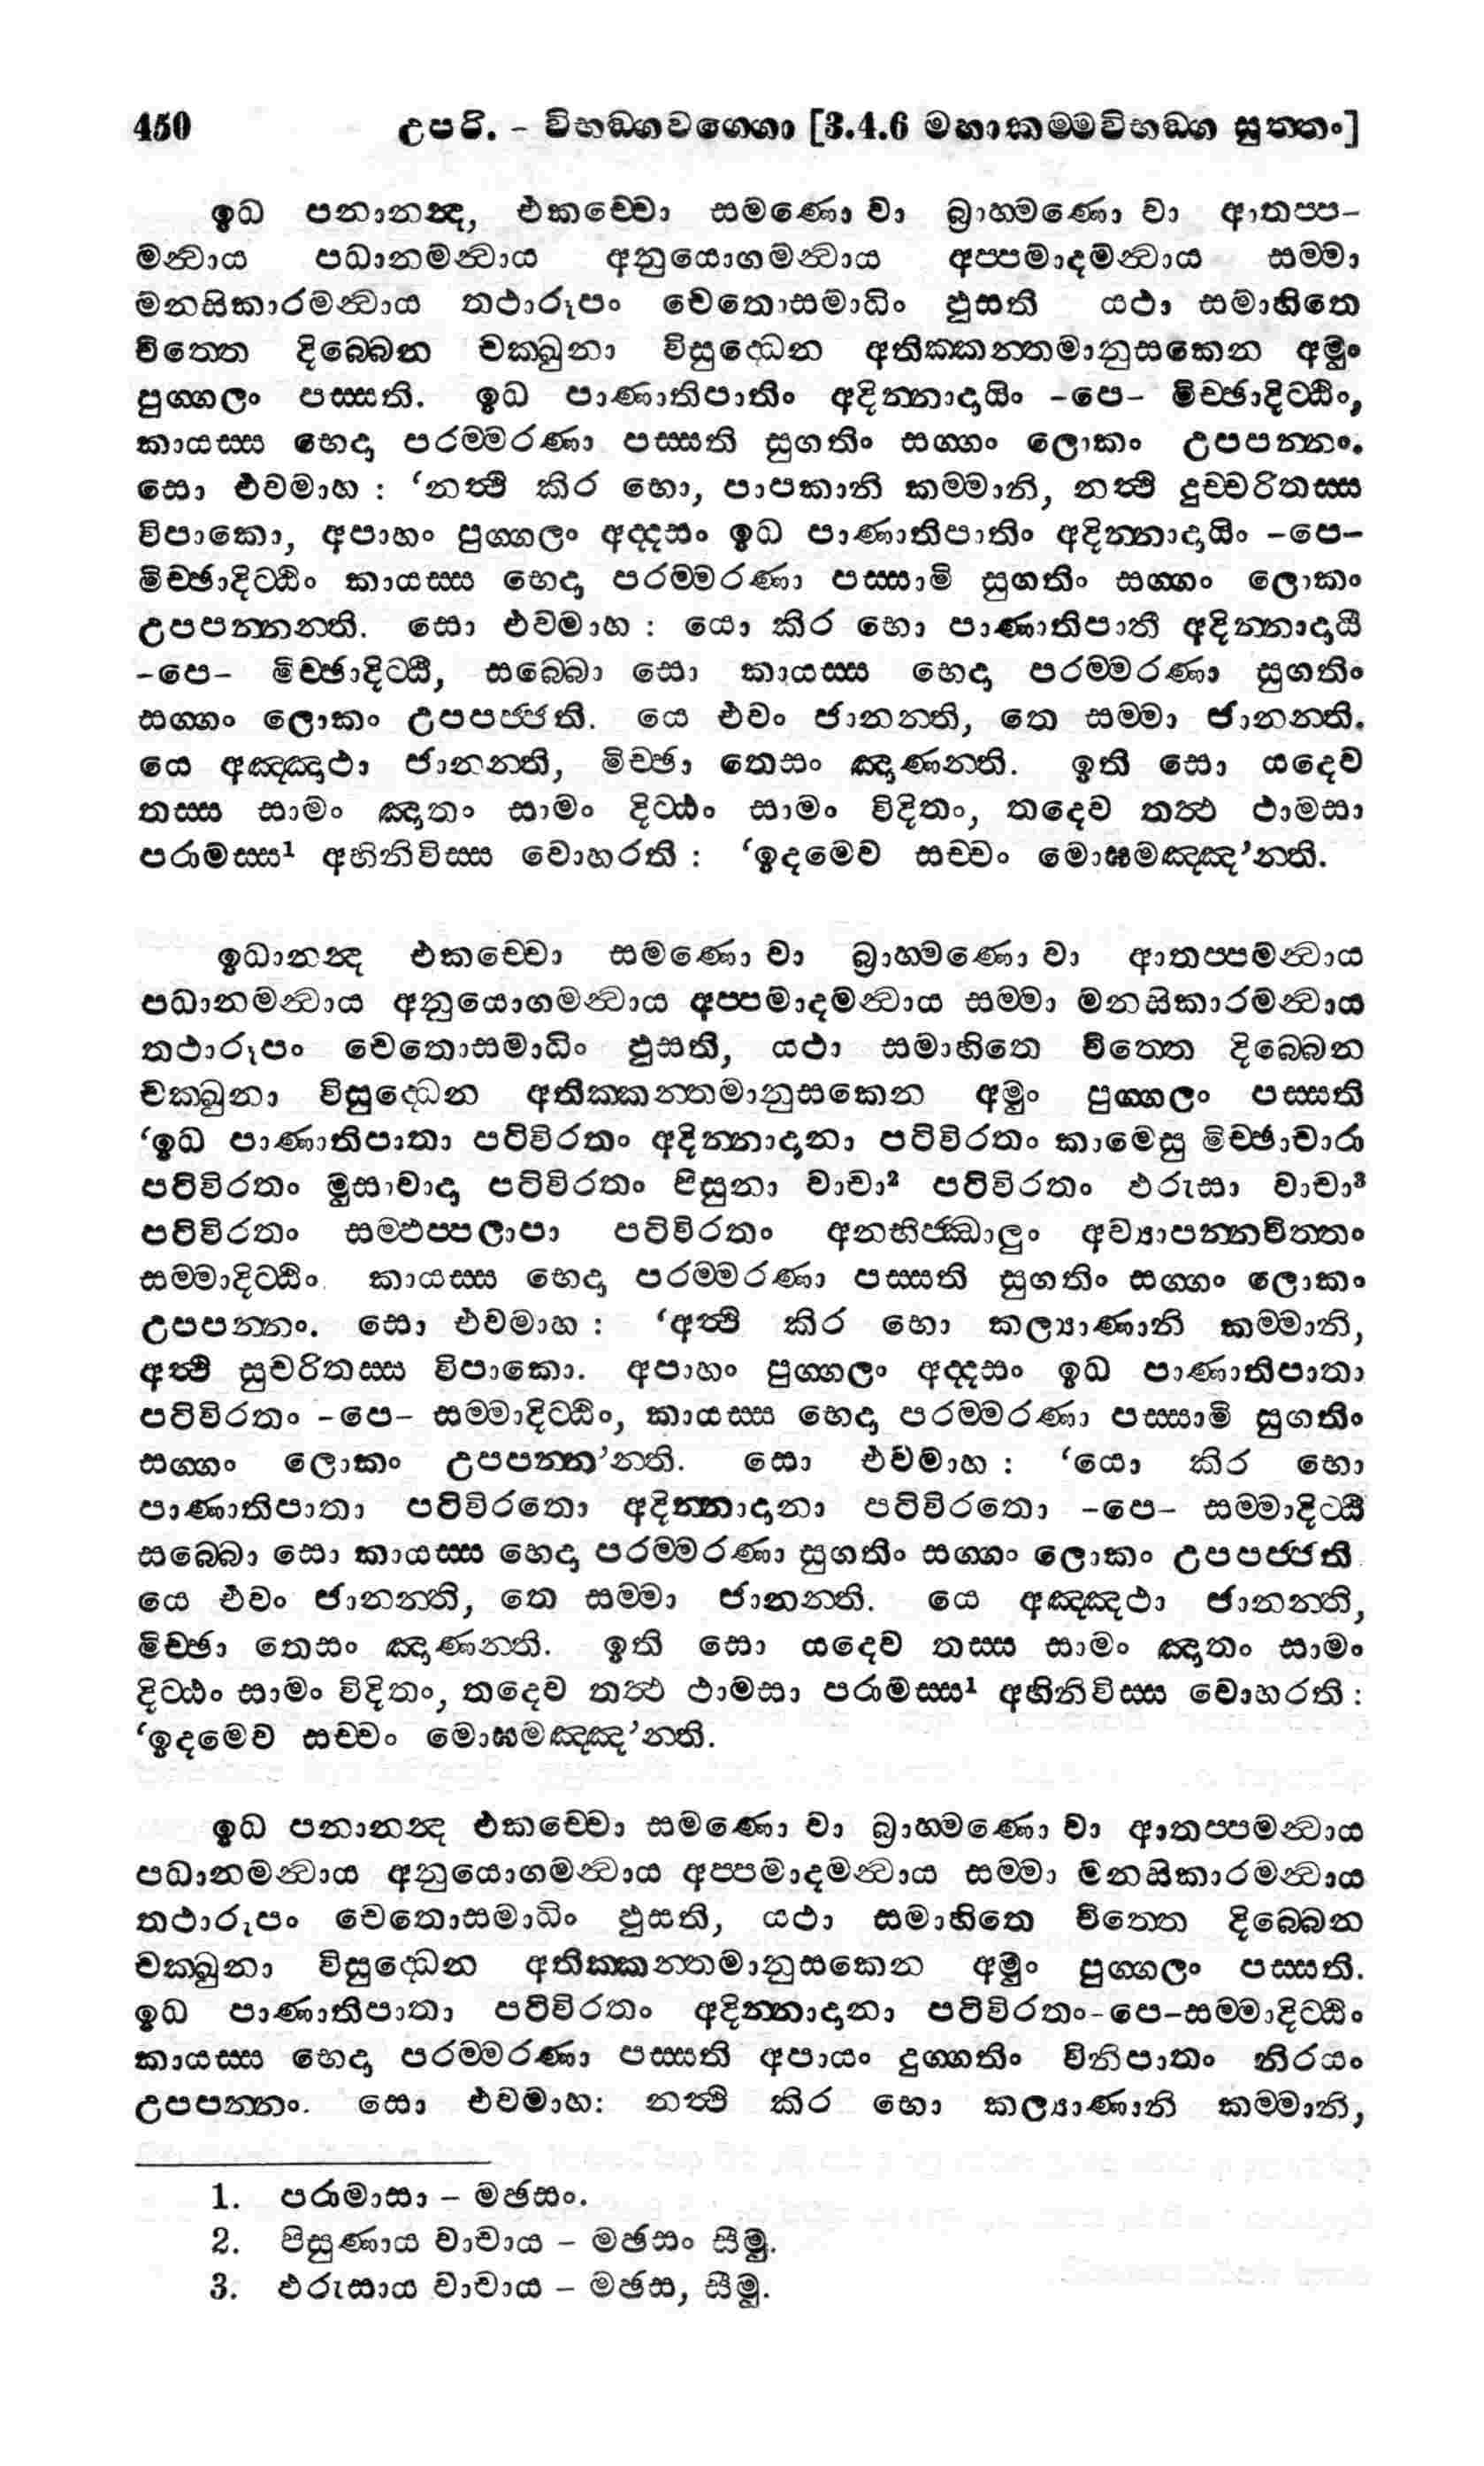 450 උපරි. - විභඞ්ගවග්ගො [3.4.6 මහාකම්මවිභඞ්ග සුත්තං]
ඉධ පනානන්ද, එකච්චො සමණො වා බ්‍රාහ්මණො වා ආතප්ප-
මන්වාය පධානමන්වාය අනුයොගමන්වාය අප්පමාදමන්වාය සම්මා
මනසිකාරමන්වාය තථාරූපං චෙතොසමාධිං ඵුසති යථා සමාහිතෙ
චිත්තෙ දිබ්බෙන චක්ඛුනා විසුද්ධෙන අතික්කන්තමානුසකෙන අමුං
පුග්ගලං පස්සති. ඉධ පාණාතිපාතිං අදින්නාදායිං -පෙ- මිච්ඡාදිට්ඨිං,
කායස්ස භෙදා පරම්මරණා පස්සති සුගතිං සග්ගං ලොකං උපපන්නං.
සො එවමාහ : ‘නත්ථි කිර භො, පාපකානි කම්මානි, නත්ථි දුච්චරිතස්ස
විපාකො, අපාහං පුග්ගලං අද්දසං ඉධ පාණාතිපාතිං අදින්නාදායිං -පෙ-
මිච්ඡාදිට්ඨිං කායස්ස භෙදා පරම්මරණා පස්සාමි සුගතිං සග්ගං ලොකං
උපපන්නන්ති. සො එවමාහ : යො කිර භො පාණාතිපාතී අදින්නාදායී
-පෙ- මිච්ඡාදිට්ඨී, සබ්බො සො කායස්ස භෙදා පරම්මරණා සුගතිං
සග්ගං ලොකං උපපජ්ජති. යෙ එවං ජානන්ති, තෙ සම්මා ජානන්ති.
යෙ අඤ්ඤථා ජානන්ති, මිච්ඡා තෙසං ඤාණන්ති. ඉති සො යදෙව
තස්ස සාමං ඤාතං සාමං දිට්ඨං සාමං විදිතං, තදෙව තත්ථ ථාමසා
පරාමස්ස¹ අභිනිවිස්ස වොහරති : ‘ඉදමෙව සච්චං මොඝමඤ්ඤ’න්ති.
ඉධානන්ද එකච්චො සමණො වා බ්‍රාහ්මණො වා ආතප්පමන්වාය
පධානමන්වාය අනුයොගමන්වාය අප්පමාදමන්වාය සම්මා මනසිකාරමන්වාය
තථාරූපං චෙතොසමාධිං ඵුසති, යථා සමාහිතෙ චිත්තෙ දිබ්බෙන
චක්ඛුනා විසුද්ධෙන අතික්කන්තමානුසකෙන අමුං පුග්ගලං පස්සති
‘ඉධ පාණාතිපාතා පටිවිරතං අදින්නාදානා පටිවිරතං කාමෙසු මිච්ඡාචාරා
පටිවිරතං මුසාවාදා පටිවිරතං පිසුනා වාචා² පටිවිරතං ඵරුසා වාචා³
පටිවිරතං සම්ඵප්පලාපා පටිවිරතං අනභිජ්ඣාලුං අව්‍යාපන්නචිත්තං
සම්මාදිට්ඨිං. කායස්ස භෙදා පරම්මරණා පස්සති සුගතිං සග්ගං ලොකං
උපපන්නං. සො එවමාහ : ‘අත්ථි කිර භො කල්‍යාණානි කම්මානි,
අත්ථි සුචරිතස්ස විපාකො. අපාහං පුග්ගලං අද්දසං ඉධ පාණාතිපාතා
පටිවිරතං -පෙ- සම්මාදිට්ඨිං, කායස්ස භෙදා පරම්මරණා පස්සාමි සුගතිං
සග්ගං ලොකං උපපන්න’න්ති. සො එවමාහ : ‘යො කිර භො
පාණාතිපාතා පටිවිරතො අදින්නාදානා පටිවිරතො -පෙ- සම්මාදිට්ඨී
සබ්බො සො කායස්ස හෙදා පරම්මරණා සුගතිං සග්ගං ලොකං උපපජ්ජති
යෙ එවං ජානන්ති, තෙ සම්මා ජානන්ති. යෙ අඤ්ඤථා ජානන්ති,
මිච්ඡා තෙසං ඤාණන්ති. ඉති සො යදෙව තස්ස සාමං ඤාතං සාමං
දිට්ඨං සාමං විදිතං, තදෙව තත්ථ ථාමසා පරාමස්ස¹ අභිනිවිස්ස වොහරති :
‘ඉදමෙව සච්චං මොඝමඤ්ඤ’න්ති.
ඉධ පනානන්ද එකච්චො සමණො වා බ්‍රාහ්මණො වා ආතප්පමන්වාය
පධානමන්වාය අනුයොගමන්වාය අප්පමාදමන්වාය සම්මා මනසිකාරමන්වාය
තථාරූපං චෙතොසමාධිං ඵුසති, යථා සමාහිතෙ චිත්තෙ දිබ්බෙන
චක්ඛුනා විසුද්ධෙන අතික්කන්තමානුසකෙන අමුං පුග්ගලං පස්සති.
ඉධ පාණාතිපාතා පටිවිරතං අදින්නාදානා පටිවිරතං-පෙ-සම්මාදිට්ඨිං
කායස්ස භෙදා පරම්මරණා පස්සති අපායං දුග්ගතිං විනිපාතං නිරයං
උපපන්නං. සො එවමාහ: නත්ථි කිර භො කල්‍යාණානි කම්මානි,
1. පරාමාසා - මඡසං.
2. පිසුණාය වාචාය - මඡසං සීමු.
3. ඵරුසාය වාචාය - මඡස, සීමු.